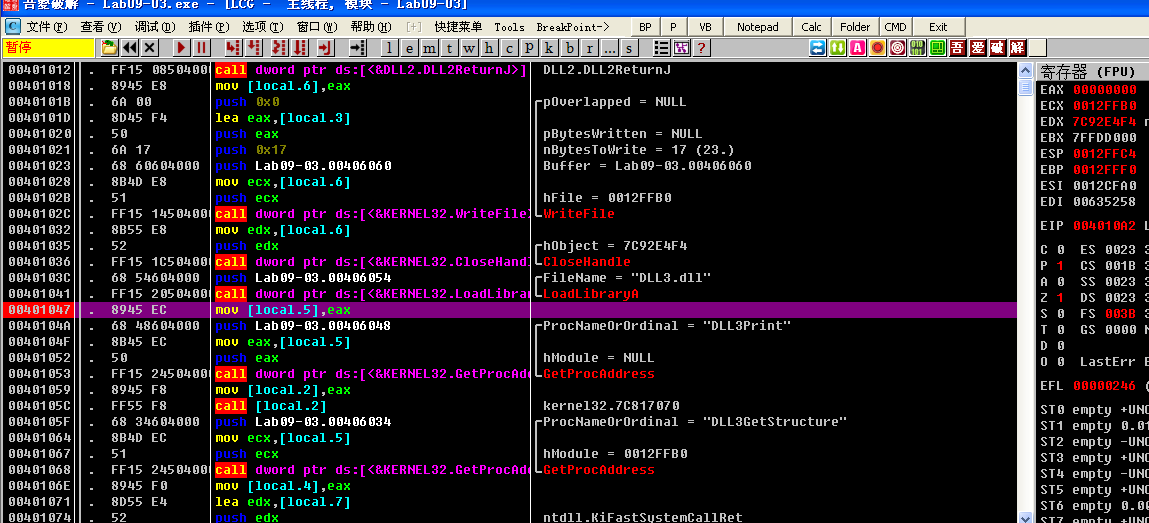 吾爱破解 - Lab09-03.exe - [LCG - 主线程, 模块 - Lab09-03]
文件(F) 查看(V) 调试(D) 插件(P) 选项(T) 窗口(W) 帮助(H) [+] 快捷菜单 Tools BreakPoint-> BP P VB Notepad Calc Folder CMD Exit
暂停 l e m t w h c p k b r ... s ? 吾 爱 破 解
00401012 . FF15 08504000 call dword ptr ds:[<&DLL2.DLL2ReturnJ>] DLL2.DLL2ReturnJ
00401018 . 8945 E8 mov [local.6],eax
0040101B . 6A 00 push 0x0 pOverlapped = NULL
0040101D . 8D45 F4 lea eax,[local.3]
00401020 . 50 push eax pBytesWritten = NULL
00401021 . 6A 17 push 0x17 nBytesToWrite = 17 (23.)
00401023 . 68 60604000 push Lab09-03.00406060 Buffer = Lab09-03.00406060
00401028 . 8B4D E8 mov ecx,[local.6]
0040102B . 51 push ecx hFile = 0012FFB0
0040102C . FF15 14504000 call dword ptr ds:[<&KERNEL32.WriteFile> WriteFile
00401032 . 8B55 E8 mov edx,[local.6]
00401035 . 52 push edx hObject = 7C92E4F4
00401036 . FF15 1C504000 call dword ptr ds:[<&KERNEL32.CloseHandl CloseHandle
0040103C . 68 54604000 push Lab09-03.00406054 FileName = "DLL3.dll"
00401041 . FF15 20504000 call dword ptr ds:[<&KERNEL32.LoadLibrar LoadLibraryA
00401047 . 8945 EC mov [local.5],eax
0040104A . 68 48604000 push Lab09-03.00406048 ProcNameOrOrdinal = "DLL3Print"
0040104F . 8B45 EC mov eax,[local.5]
00401052 . 50 push eax hModule = NULL
00401053 . FF15 24504000 call dword ptr ds:[<&KERNEL32.GetProcAdd GetProcAddress
00401059 . 8945 F8 mov [local.2],eax
0040105C . FF55 F8 call [local.2] kernel32.7C817070
0040105F . 68 34604000 push Lab09-03.00406034 ProcNameOrOrdinal = "DLL3GetStructure"
00401064 . 8B4D EC mov ecx,[local.5]
00401067 . 51 push ecx hModule = 0012FFB0
00401068 . FF15 24504000 call dword ptr ds:[<&KERNEL32.GetProcAdd GetProcAddress
0040106E . 8945 F0 mov [local.4],eax
00401071 . 8D55 E4 lea edx,[local.7]
00401074 . 52 push edx ntdll.KiFastSystemCallRet
寄存器 (FPU)
EAX 00000000
ECX 0012FFB0
EDX 7C92E4F4 n
EBX 7FFDD000
ESP 0012FFC4
EBP 0012FFF0
ESI 0012CFA0
EDI 00635258
EIP 004010A2 L
C 0 ES 0023 3
P 1 CS 001B 3
A 0 SS 0023 3
Z 1 DS 0023 3
S 0 FS 003B 3
T 0 GS 0000 N
D 0
O 0 LastErr E
EFL 00000246 (
ST0 empty +UNO
ST1 empty 0.01
ST2 empty -UNO
ST3 empty +UNO
ST4 empty -UNO
ST5 empty +UNO
ST6 empty 0.00
ST7 empty +UNO